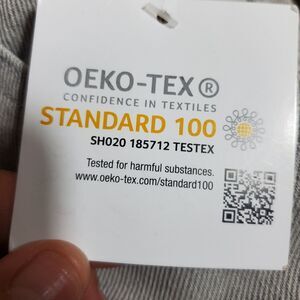 OEKO-TEX®
CONFIDENCE IN TEXTILES
STANDARD 100
SH020 185712 TESTEX
Tested for harmful substances.
www.oeko-tex.com/standard100